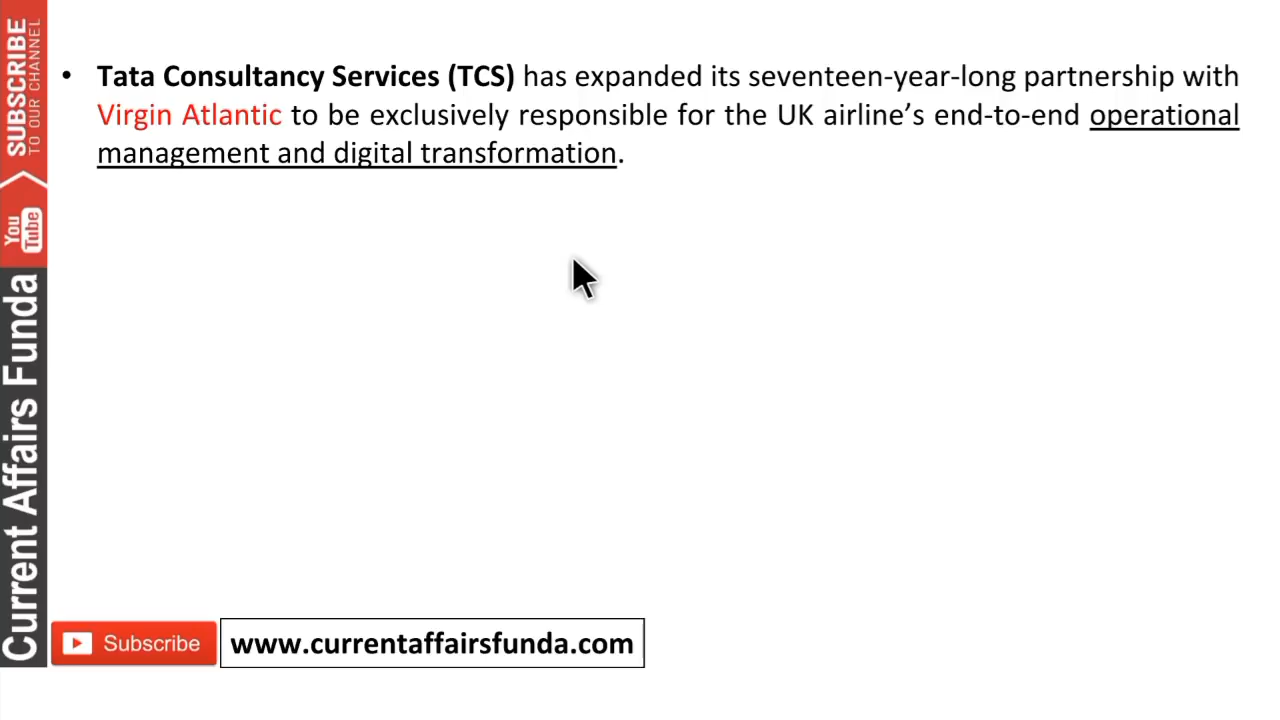 • Tata Consultancy Services (TCS) has expanded its seventeen-year-long partnership with
Virgin Atlantic to be exclusively responsible for the UK airline’s end-to-end operational
management and digital transformation.
SUBSCRIBE
TO OUR CHANNEL
You
Tube
Current Affairs Funda
Subscribe
www.currentaffairsfunda.com